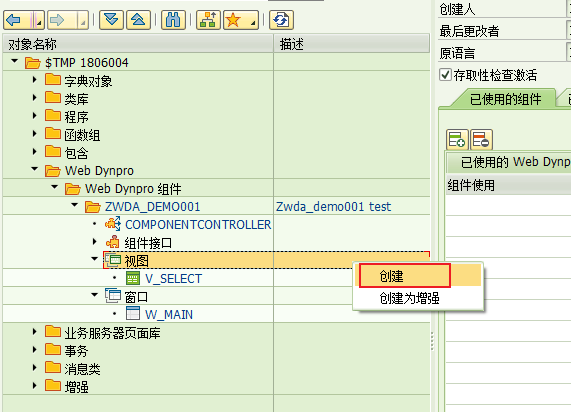 对象名称 描述
$TMP 1806004
字典对象
类库
程序
函数组
包含
Web Dynpro
Web Dynpro 组件
ZWDA_DEMO001 Zwda_demo001 test
COMPONENTCONTROLLER
组件接口
视图
V_SELECT
窗口
W_MAIN
业务服务器页面库
事务
消息类
增强
创建
创建为增强
创建人
最后更改者
原语言
存取性检查激活
已使用的组件
已使用的 Web Dynp
组件使用